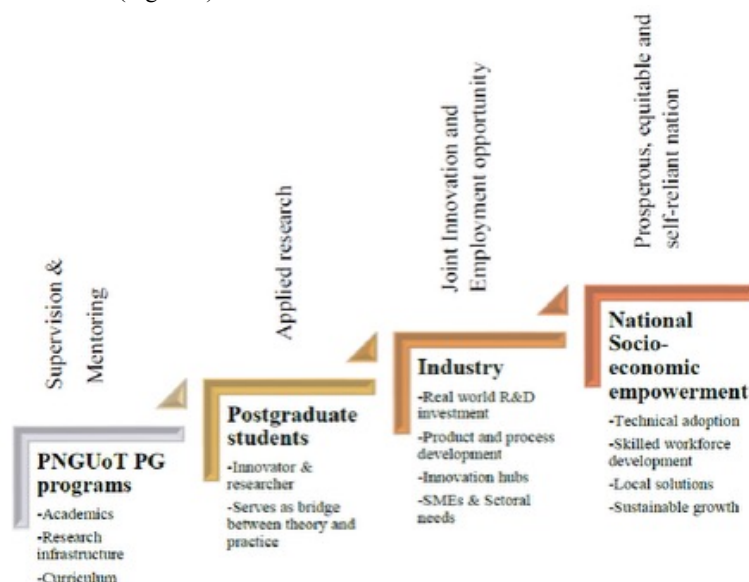 Supervision &
Mentoring
Applied research
Joint Innovation and
Employment opportunity
Prosperous, equitable and
self-reliant nation
PNGUoT PG
programs
-Academics
-Research
infrastructure
-Curriculum
Postgraduate
students
-Innovator &
researcher
-Serves as bridge
between theory and
practice
Industry
-Real world R&D
investment
-Product and process
development
-Innovation hubs
-SMEs & Setoral
needs
National
Socio-
economic
empowerment
-Technical adoption
-Skilled workforce
development
-Local solutions
-Sustainable growth